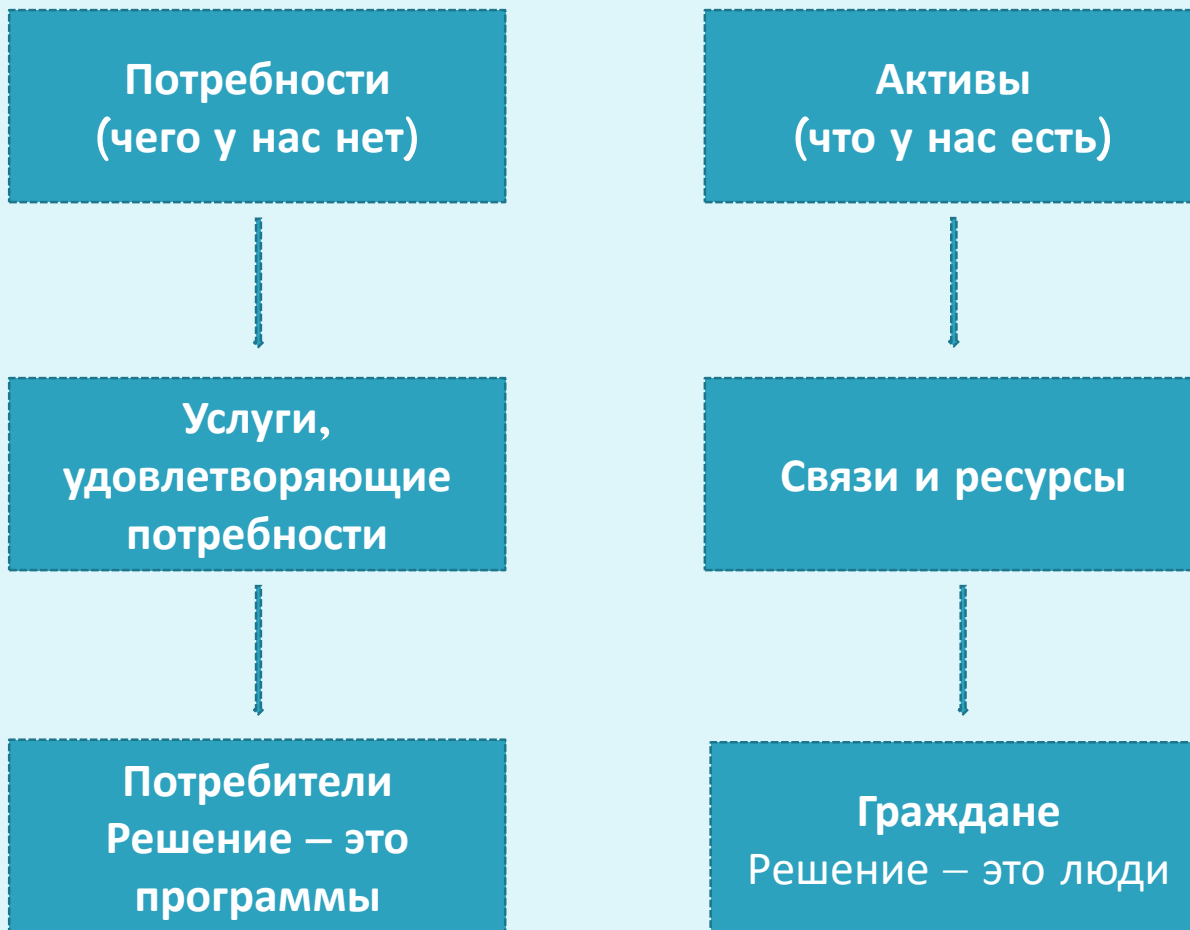 Потребности
(чего у нас нет)
Активы
(что у нас есть)
Услуги,
удовлетворяющие
потребности
Связи и ресурсы
Потребители
Решение – это
программы
Граждане
Решение – это люди